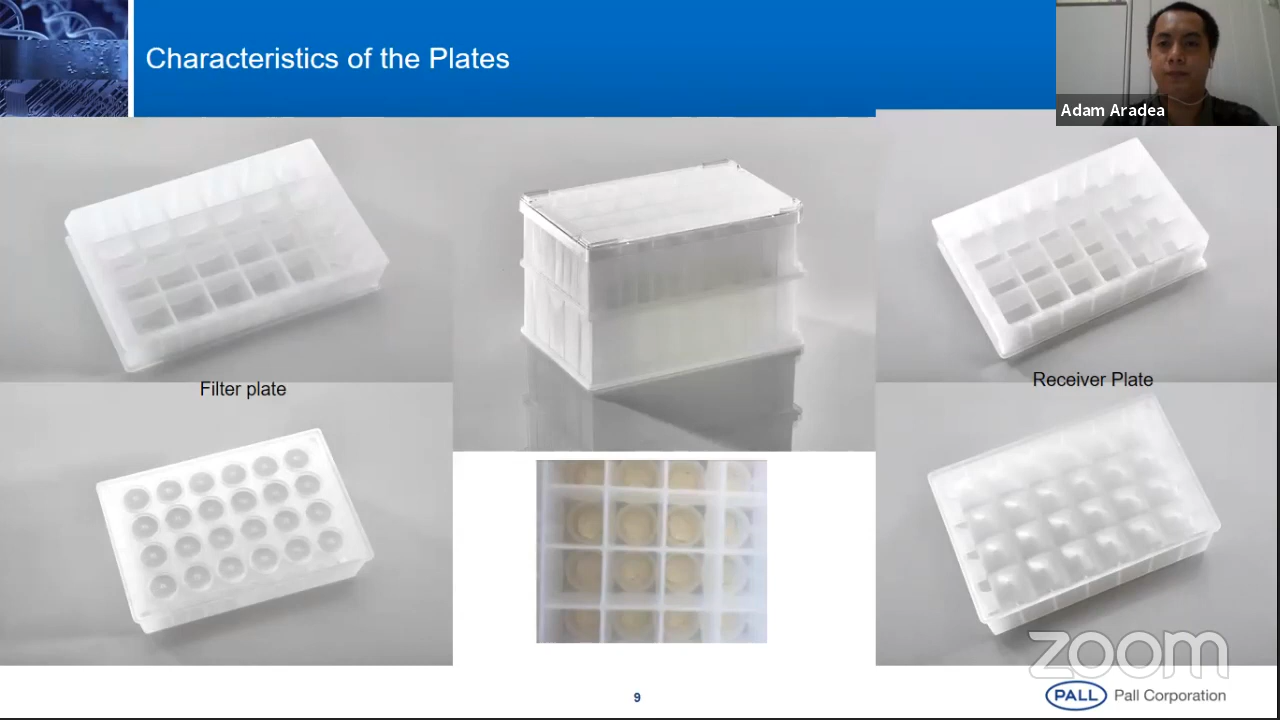 Characteristics of the Plates
Adam Aradea
Filter plate
Receiver Plate
zoom
9
PALL Pall Corporation